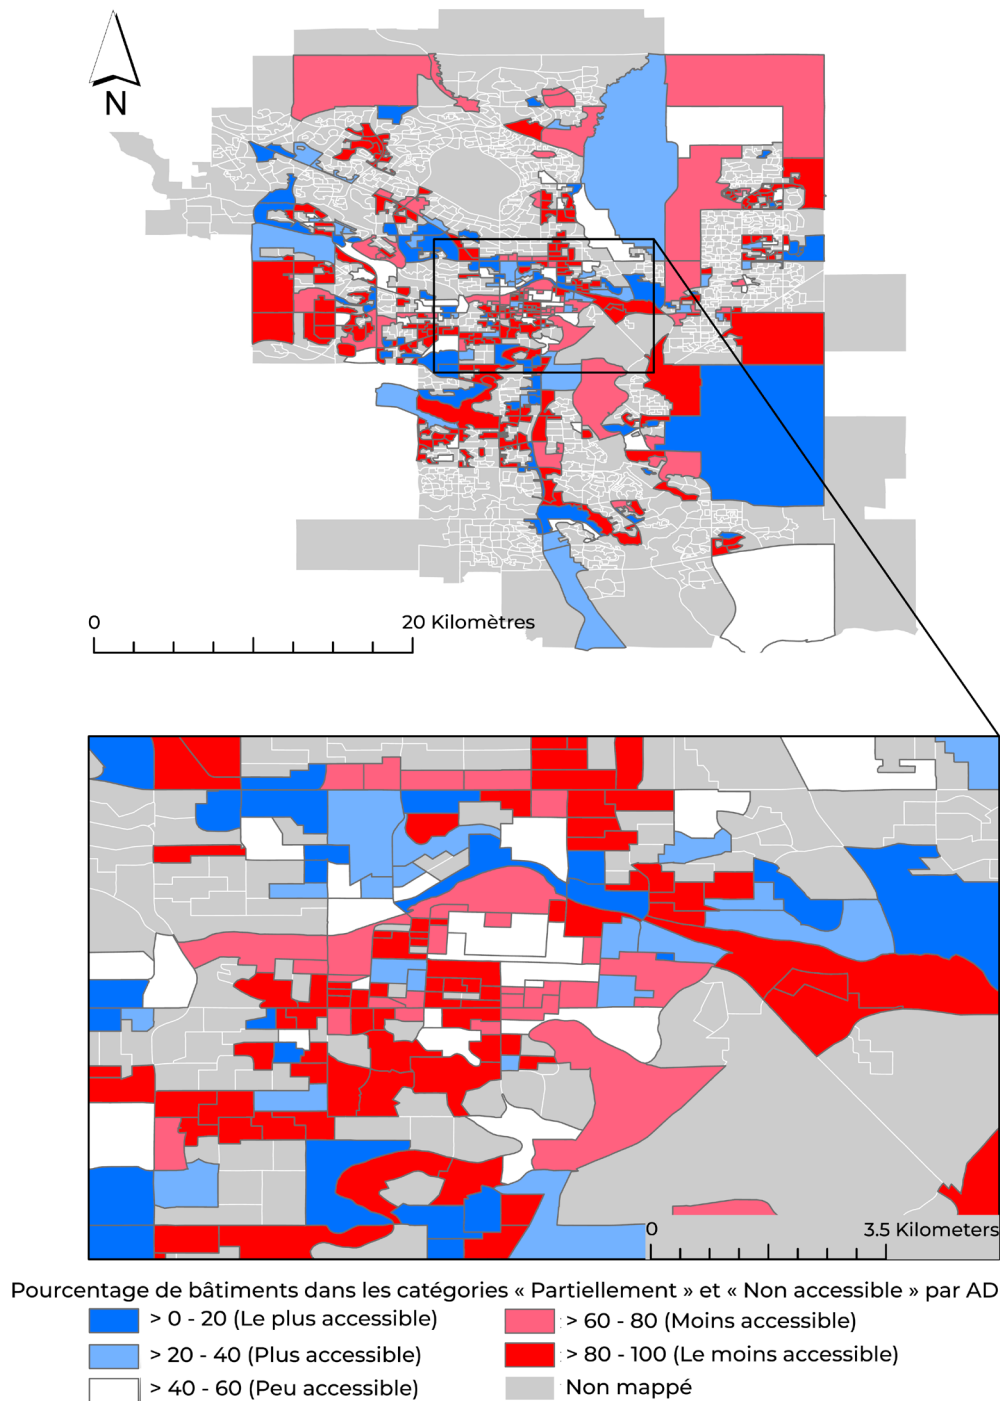 N
0 20 Kilomètres
0 3.5 Kilometers
Pourcentage de bâtiments dans les catégories « Partiellement » et « Non accessible » par AD
> 0 - 20 (Le plus accessible)
> 20 - 40 (Plus accessible)
> 40 - 60 (Peu accessible)
> 60 - 80 (Moins accessible)
> 80 - 100 (Le moins accessible)
Non mappé